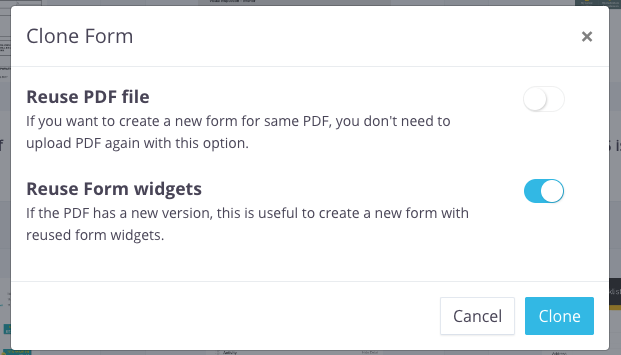 Clone Form
×
Reuse PDF file
If you want to create a new form for same PDF, you don't need to
upload PDF again with this option.
Reuse Form widgets
If the PDF has a new version, this is useful to create a new form with
reused form widgets.
Cancel
Clone